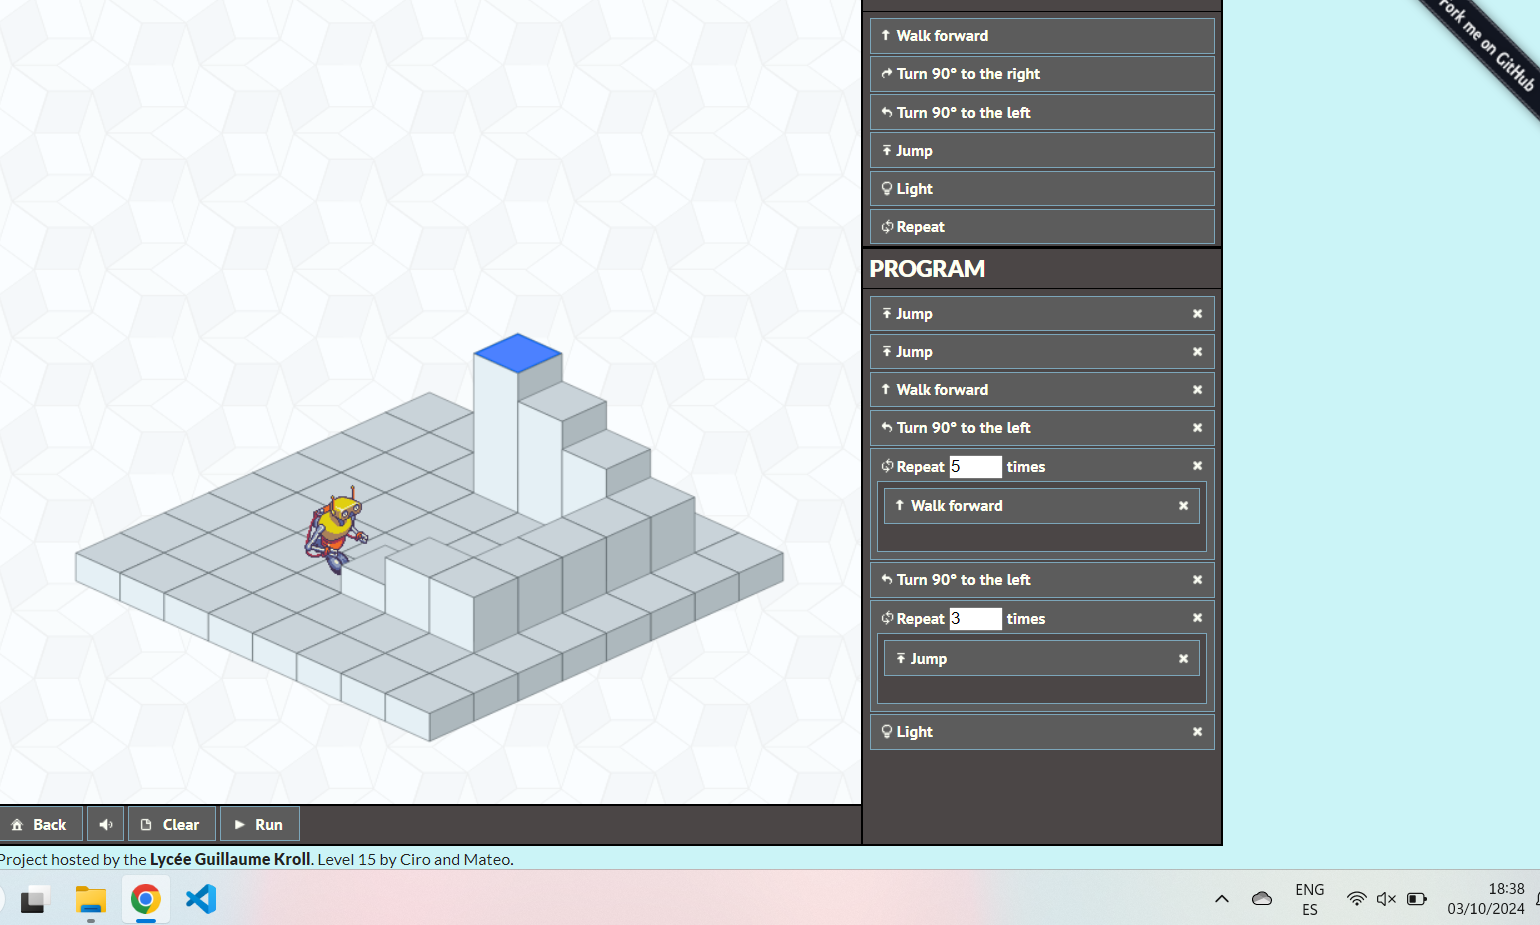 Fork me on GitHub
Walk forward
Turn 90° to the right
Turn 90° to the left
Jump
Light
Repeat
PROGRAM
Jump
Jump
Walk forward
Turn 90° to the left
Repeat 5 times
Walk forward
Turn 90° to the left
Repeat 3 times
Jump
Light
Back
Clear
Run
Project hosted by the Lycée Guillaume Kroll. Level 15 by Ciro and Mateo.
ENG
ES
18:38
03/10/2024